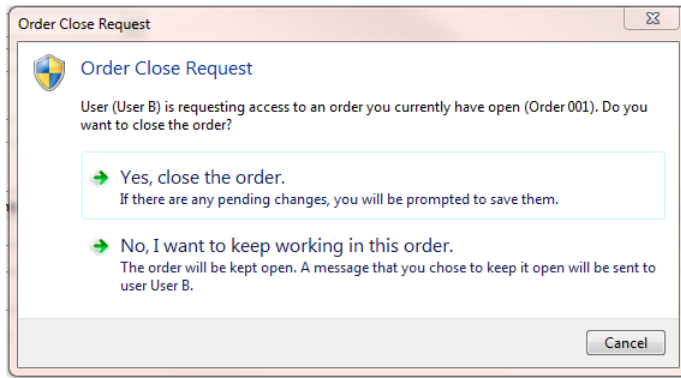 Order Close Request
Order Close Request
User (User B) is requesting access to an order you currently have open (Order 001). Do you
want to close the order?
Yes, close the order.
If there are any pending changes, you will be prompted to save them.
No, I want to keep working in this order.
The order will be kept open. A message that you chose to keep it open will be sent to
user User B.
Cancel